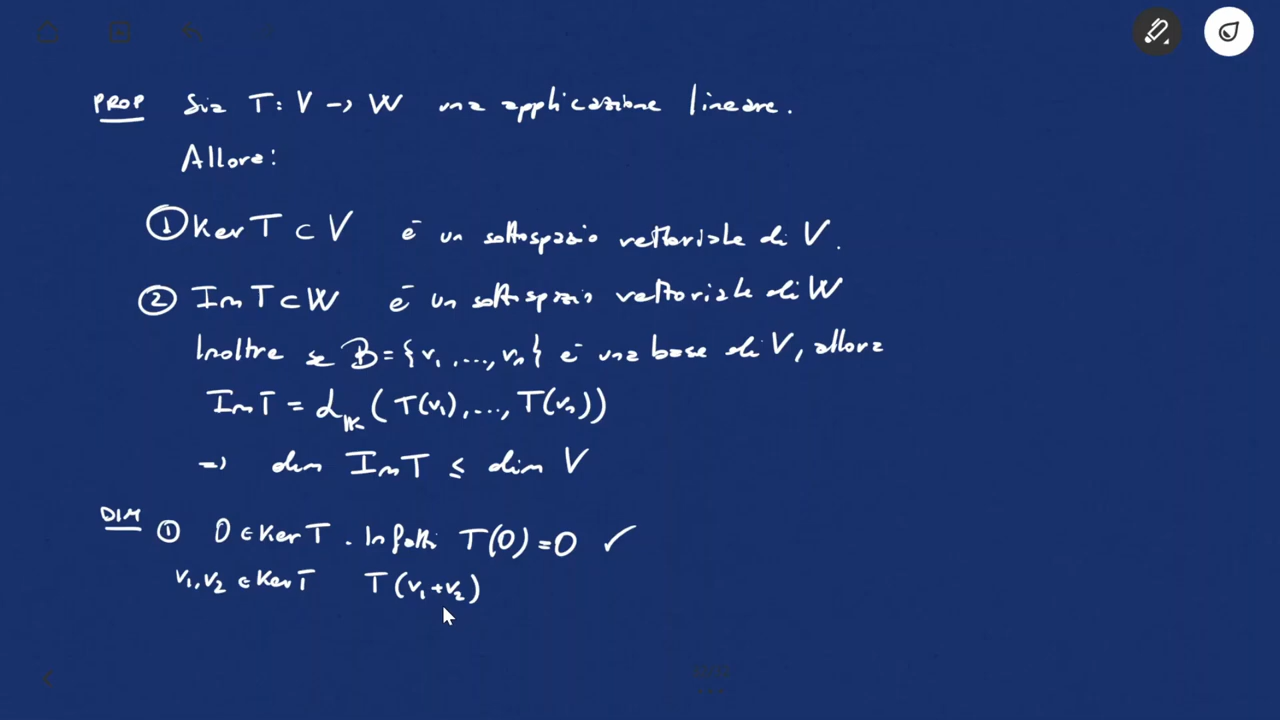 PROP Sia T: V → W una applicazione lineare.
Allora:
① Ker T ⊂ V è un sottospazio vettoriale di V.
② Im T ⊂ W è un sottospazio vettoriale di W
Inoltre se B = {v₁, ..., vₙ} è una base di V, allora
Im T = L_K (T(v₁), ..., T(vₙ))
⇒ dim Im T ≤ dim V
DIM ① 0 ∈ Ker T. Infatti T(0) = 0 ✓
v₁, v₂ ∈ Ker T T(v₁+v₂)